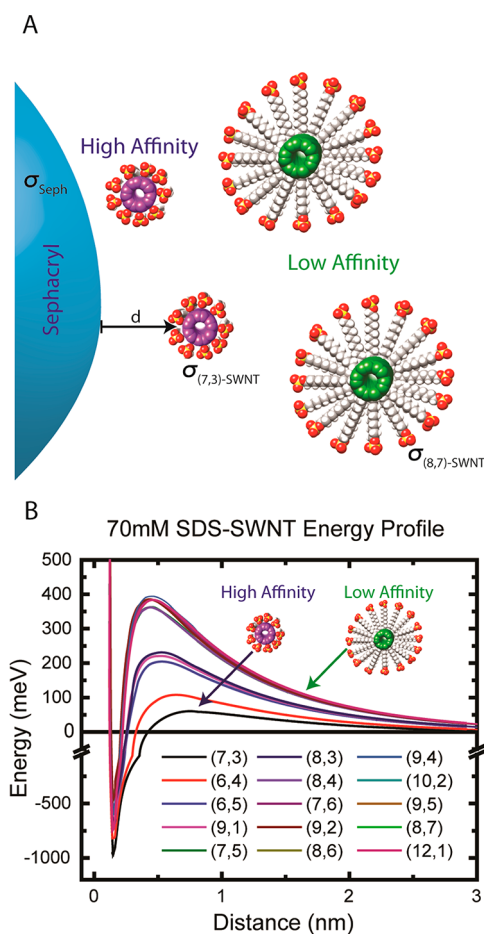 A
High Affinity
σSeph
Sephacryl
Low Affinity
d
σ(7,3)-SWNT
σ(8,7)-SWNT
B
70mM SDS-SWNT Energy Profile
500
400
300
200
100
0
-500
-1000
Energy (meV)
High Affinity
Low Affinity
(7,3) (8,3) (9,4)
(6,4) (8,4) (10,2)
(6,5) (7,6) (9,5)
(9,1) (9,2) (8,7)
(7,5) (8,6) (12,1)
0 1 2 3
Distance (nm)